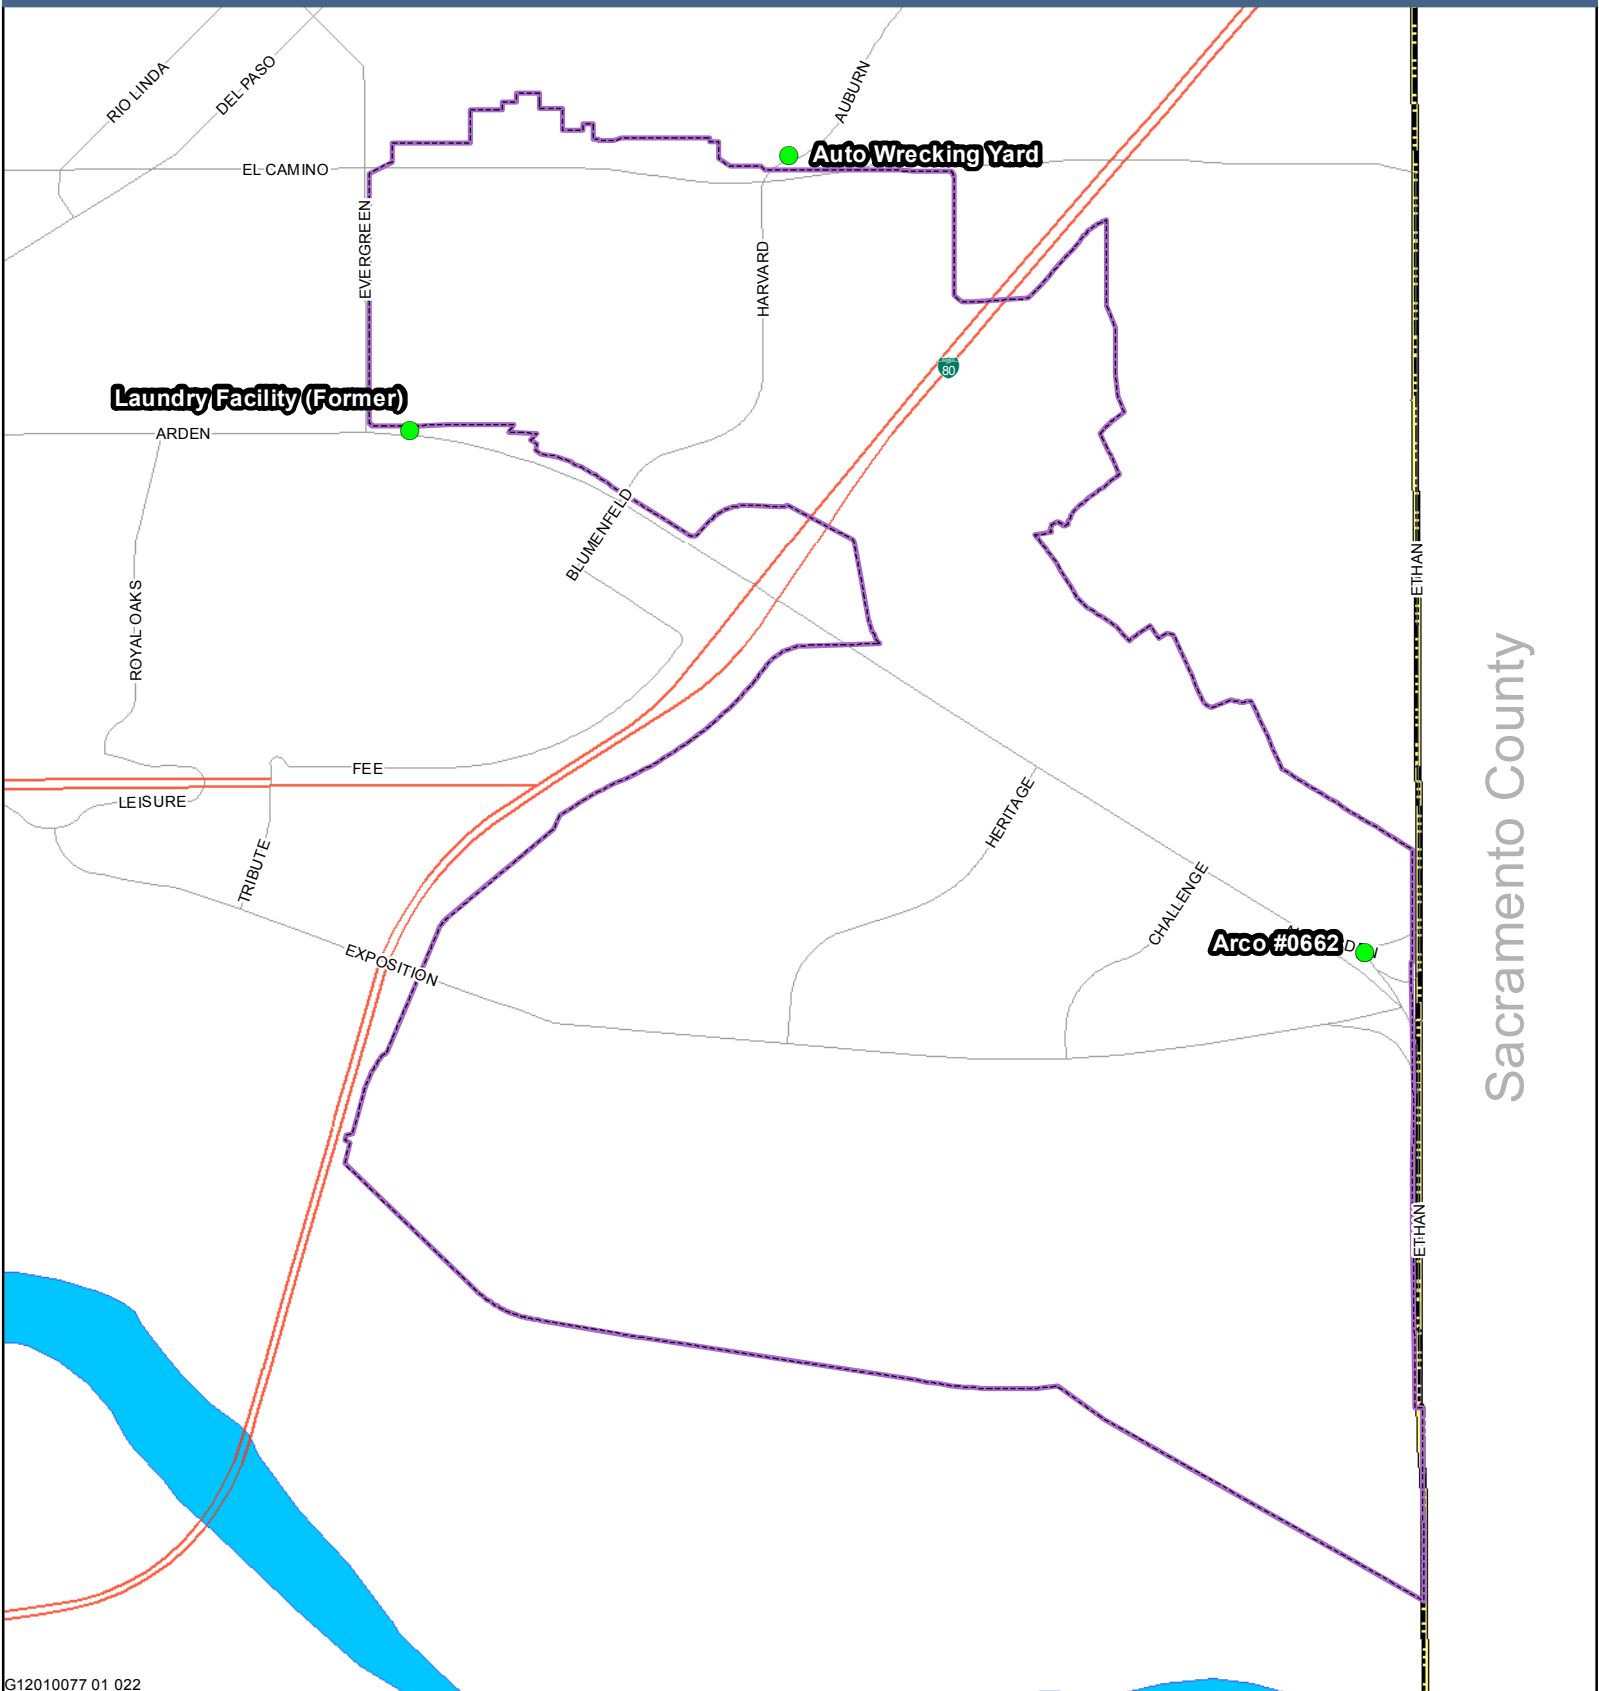 RIO LINDA
DEL PASO
AUBURN
Auto Wrecking Yard
EL CAMINO
EVERGREEN
HARVARD
80
Laundry Facility (Former)
ARDEN
BLUMENFELD
ETHAN
ROYAL OAKS
Sacramento County
FEE
LEISURE
HERITAGE
TRIBUTE
CHALLENGE
Arco #0662
EXPOSITION
ETHAN
G12010077 01 022